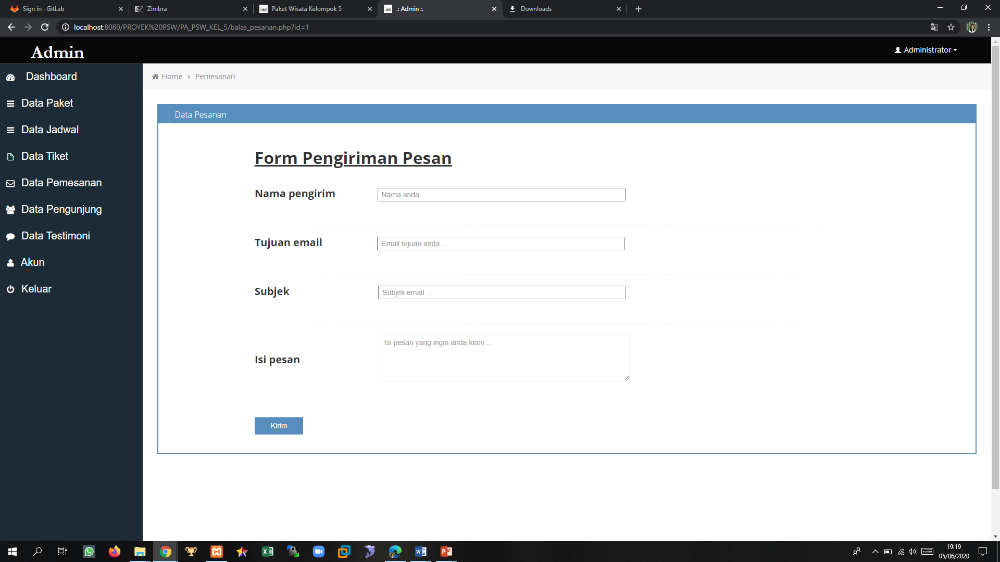 Sign in · GitLab
Zimbra
Paket Wisata Kelompok 5
.: Admin :.
Downloads
localhost:8080/PROYEK%20PSW/PA_PSW_KEL_5/balas_pesanan.php?id=1
Admin
Administrator
Dashboard
Data Paket
Data Jadwal
Data Tiket
Data Pemesanan
Data Pengunjung
Data Testimoni
Akun
Keluar
Home > Pemesanan
Data Pesanan
Form Pengiriman Pesan
Nama pengirim
Nama anda ...
Tujuan email
Email tujuan anda ...
Subjek
Subjek email ...
Isi pesan
Isi pesan yang ingin anda kirim ...
Kirim
19:19
05/06/2020